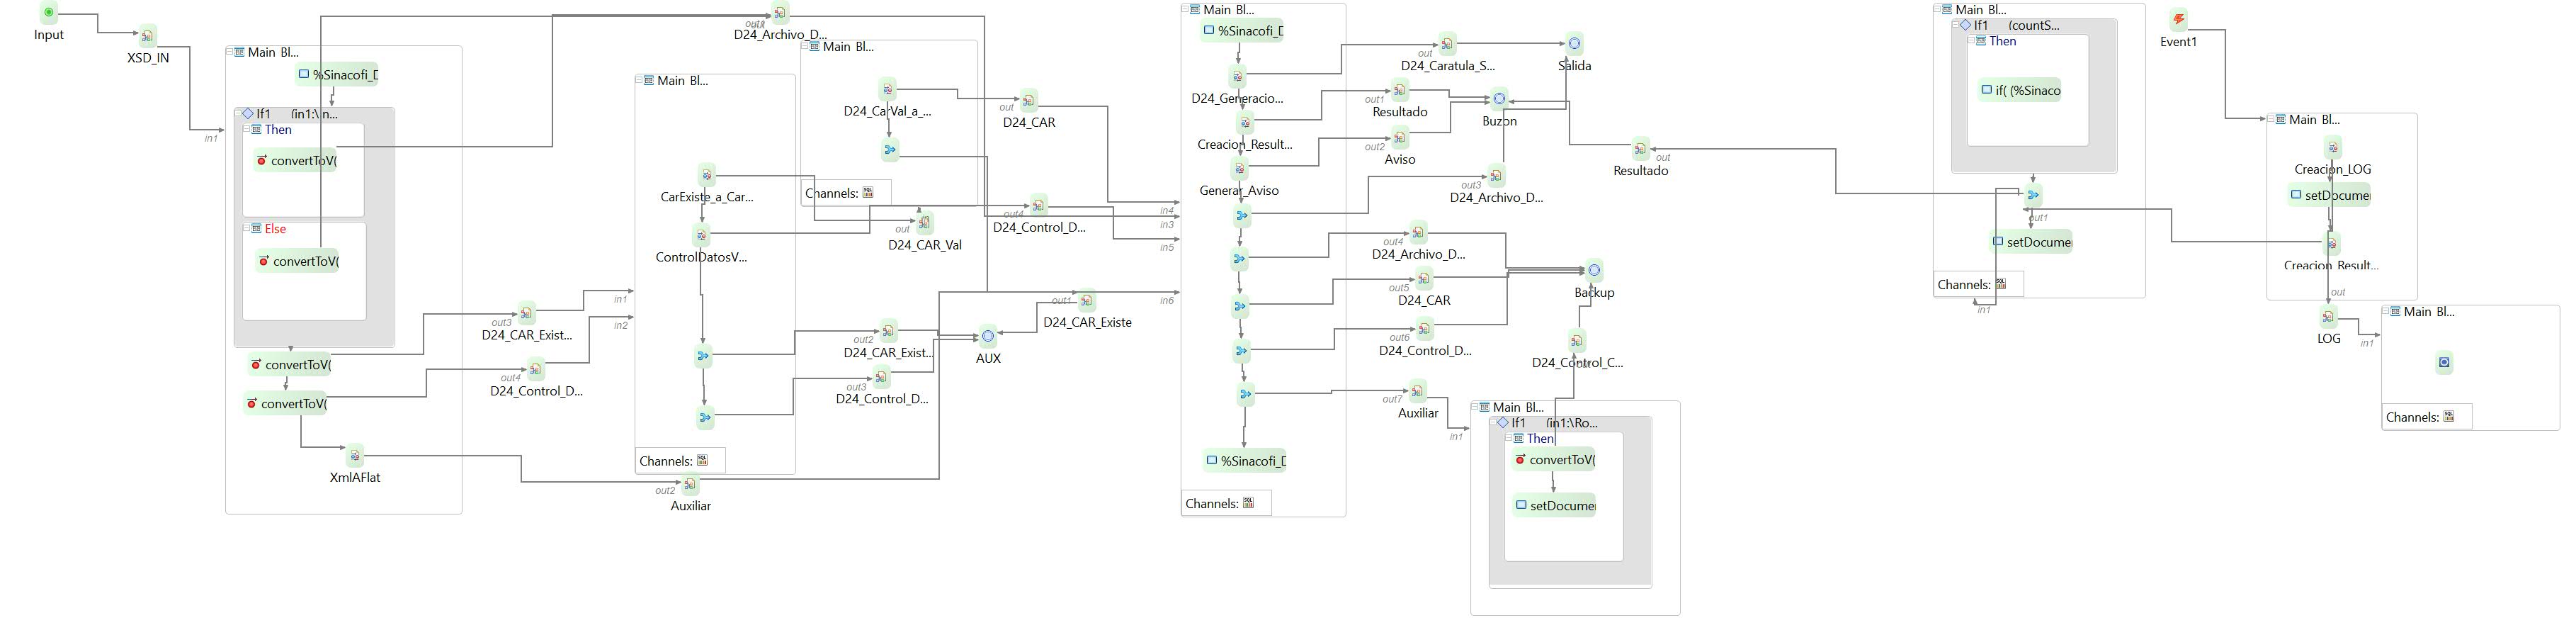 Input
XSD_IN
in1
Main Bl...
%Sinacofi_D
If1 (in1:\in...
Then
convertToV(
Else
convertToV(
convertToV(
convertToV(
XmlAFlat
out1
D24_Archivo_D...
out3
D24_CAR_Exist...
out4
D24_Control_D...
out2
Auxiliar
in1
in2
Main Bl...
CarExiste_a_Car...
ControlDatosV...
Channels:
Main Bl...
D24_CarVal_a_...
Channels:
out
D24_CAR
out
D24_CAR_Val
out4
D24_Control_D...
out1
D24_CAR_Existe
out2
D24_CAR_Exist...
out3
D24_Control_D...
AUX
in4
in3
in5
in6
Main Bl...
%Sinacofi_D
D24_Generacio...
Creacion_Result...
Generar_Aviso
%Sinacofi_D
Channels:
out
D24_Caratula_S...
Salida
out1
Resultado
Buzon
out2
Aviso
out3
D24_Archivo_D...
out4
D24_Archivo_D...
out5
D24_CAR
Backup
out6
D24_Control_D...
D24_Control_C...
out7
Auxiliar
in1
Main Bl...
If1 (in1:\Ro...
Then
convertToV(
setDocumen
out
Resultado
Main Bl...
If1 (countS...
Then
if( (%Sinaco
out1
setDocumen
Channels:
in1
Event1
Main Bl...
Creacion_LOG
setDocumen
Creacion_Result...
out
LOG
in1
Main Bl...
Channels: